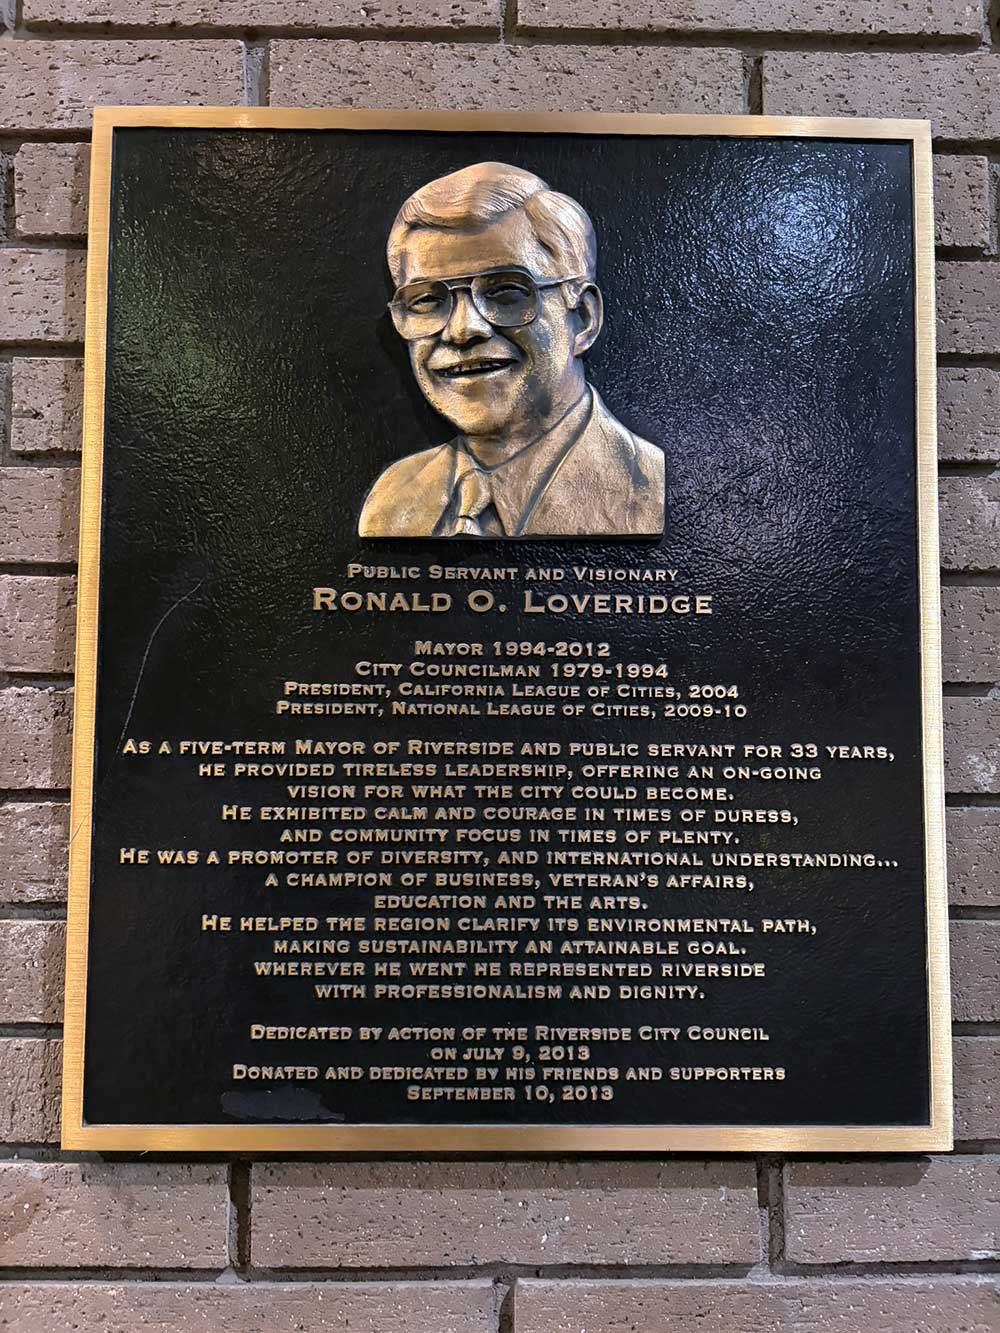 PUBLIC SERVANT AND VISIONARY
RONALD O. LOVERIDGE
MAYOR 1994-2012
CITY COUNCILMAN 1979-1994
PRESIDENT, CALIFORNIA LEAGUE OF CITIES, 2004
PRESIDENT, NATIONAL LEAGUE OF CITIES, 2009-10
AS A FIVE-TERM MAYOR OF RIVERSIDE AND PUBLIC SERVANT FOR 33 YEARS,
HE PROVIDED TIRELESS LEADERSHIP, OFFERING AN ON-GOING
VISION FOR WHAT THE CITY COULD BECOME.
HE EXHIBITED CALM AND COURAGE IN TIMES OF DURESS,
AND COMMUNITY FOCUS IN TIMES OF PLENTY.
HE WAS A PROMOTER OF DIVERSITY, AND INTERNATIONAL UNDERSTANDING...
A CHAMPION OF BUSINESS, VETERAN'S AFFAIRS,
EDUCATION AND THE ARTS.
HE HELPED THE REGION CLARIFY ITS ENVIRONMENTAL PATH,
MAKING SUSTAINABILITY AN ATTAINABLE GOAL.
WHEREVER HE WENT HE REPRESENTED RIVERSIDE
WITH PROFESSIONALISM AND DIGNITY.
DEDICATED BY ACTION OF THE RIVERSIDE CITY COUNCIL
ON JULY 9, 2013
DONATED AND DEDICATED BY HIS FRIENDS AND SUPPORTERS
SEPTEMBER 10, 2013